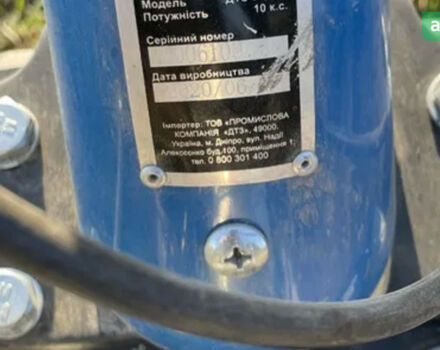 Модель
Потужність 10 к.с.
Серійний номер
Дата виробництва
Імпортер: ТОВ «ПРОМИСЛОВА
КОМПАНІЯ «ДТЗ», 49000,
Україна, м. Дніпро, вул. Надії
Алексєєнко буд.100, приміщення 1,
тел. 0 800 301 400